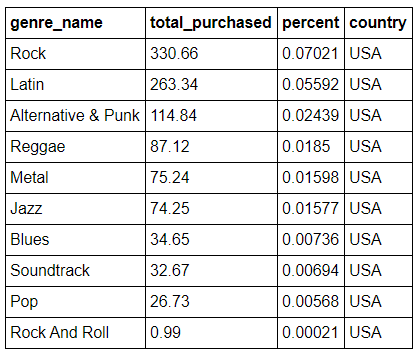 genre_name total_purchased percent country
Rock 330.66 0.07021 USA
Latin 263.34 0.05592 USA
Alternative & Punk 114.84 0.02439 USA
Reggae 87.12 0.0185 USA
Metal 75.24 0.01598 USA
Jazz 74.25 0.01577 USA
Blues 34.65 0.00736 USA
Soundtrack 32.67 0.00694 USA
Pop 26.73 0.00568 USA
Rock And Roll 0.99 0.00021 USA